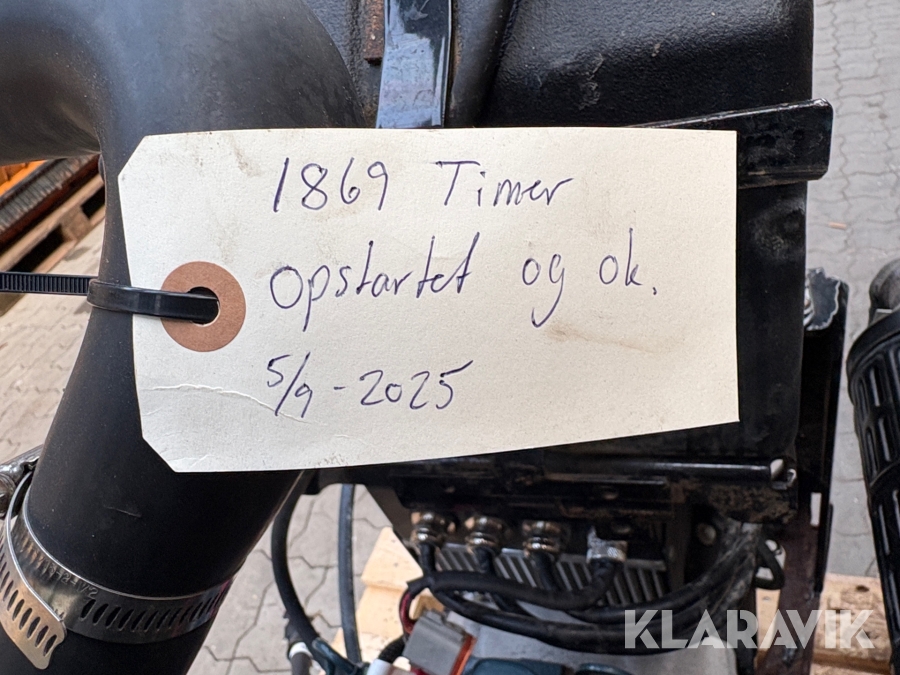 1869 Timer
Opstartet og ok.
5/9-2025
KLARAVIK